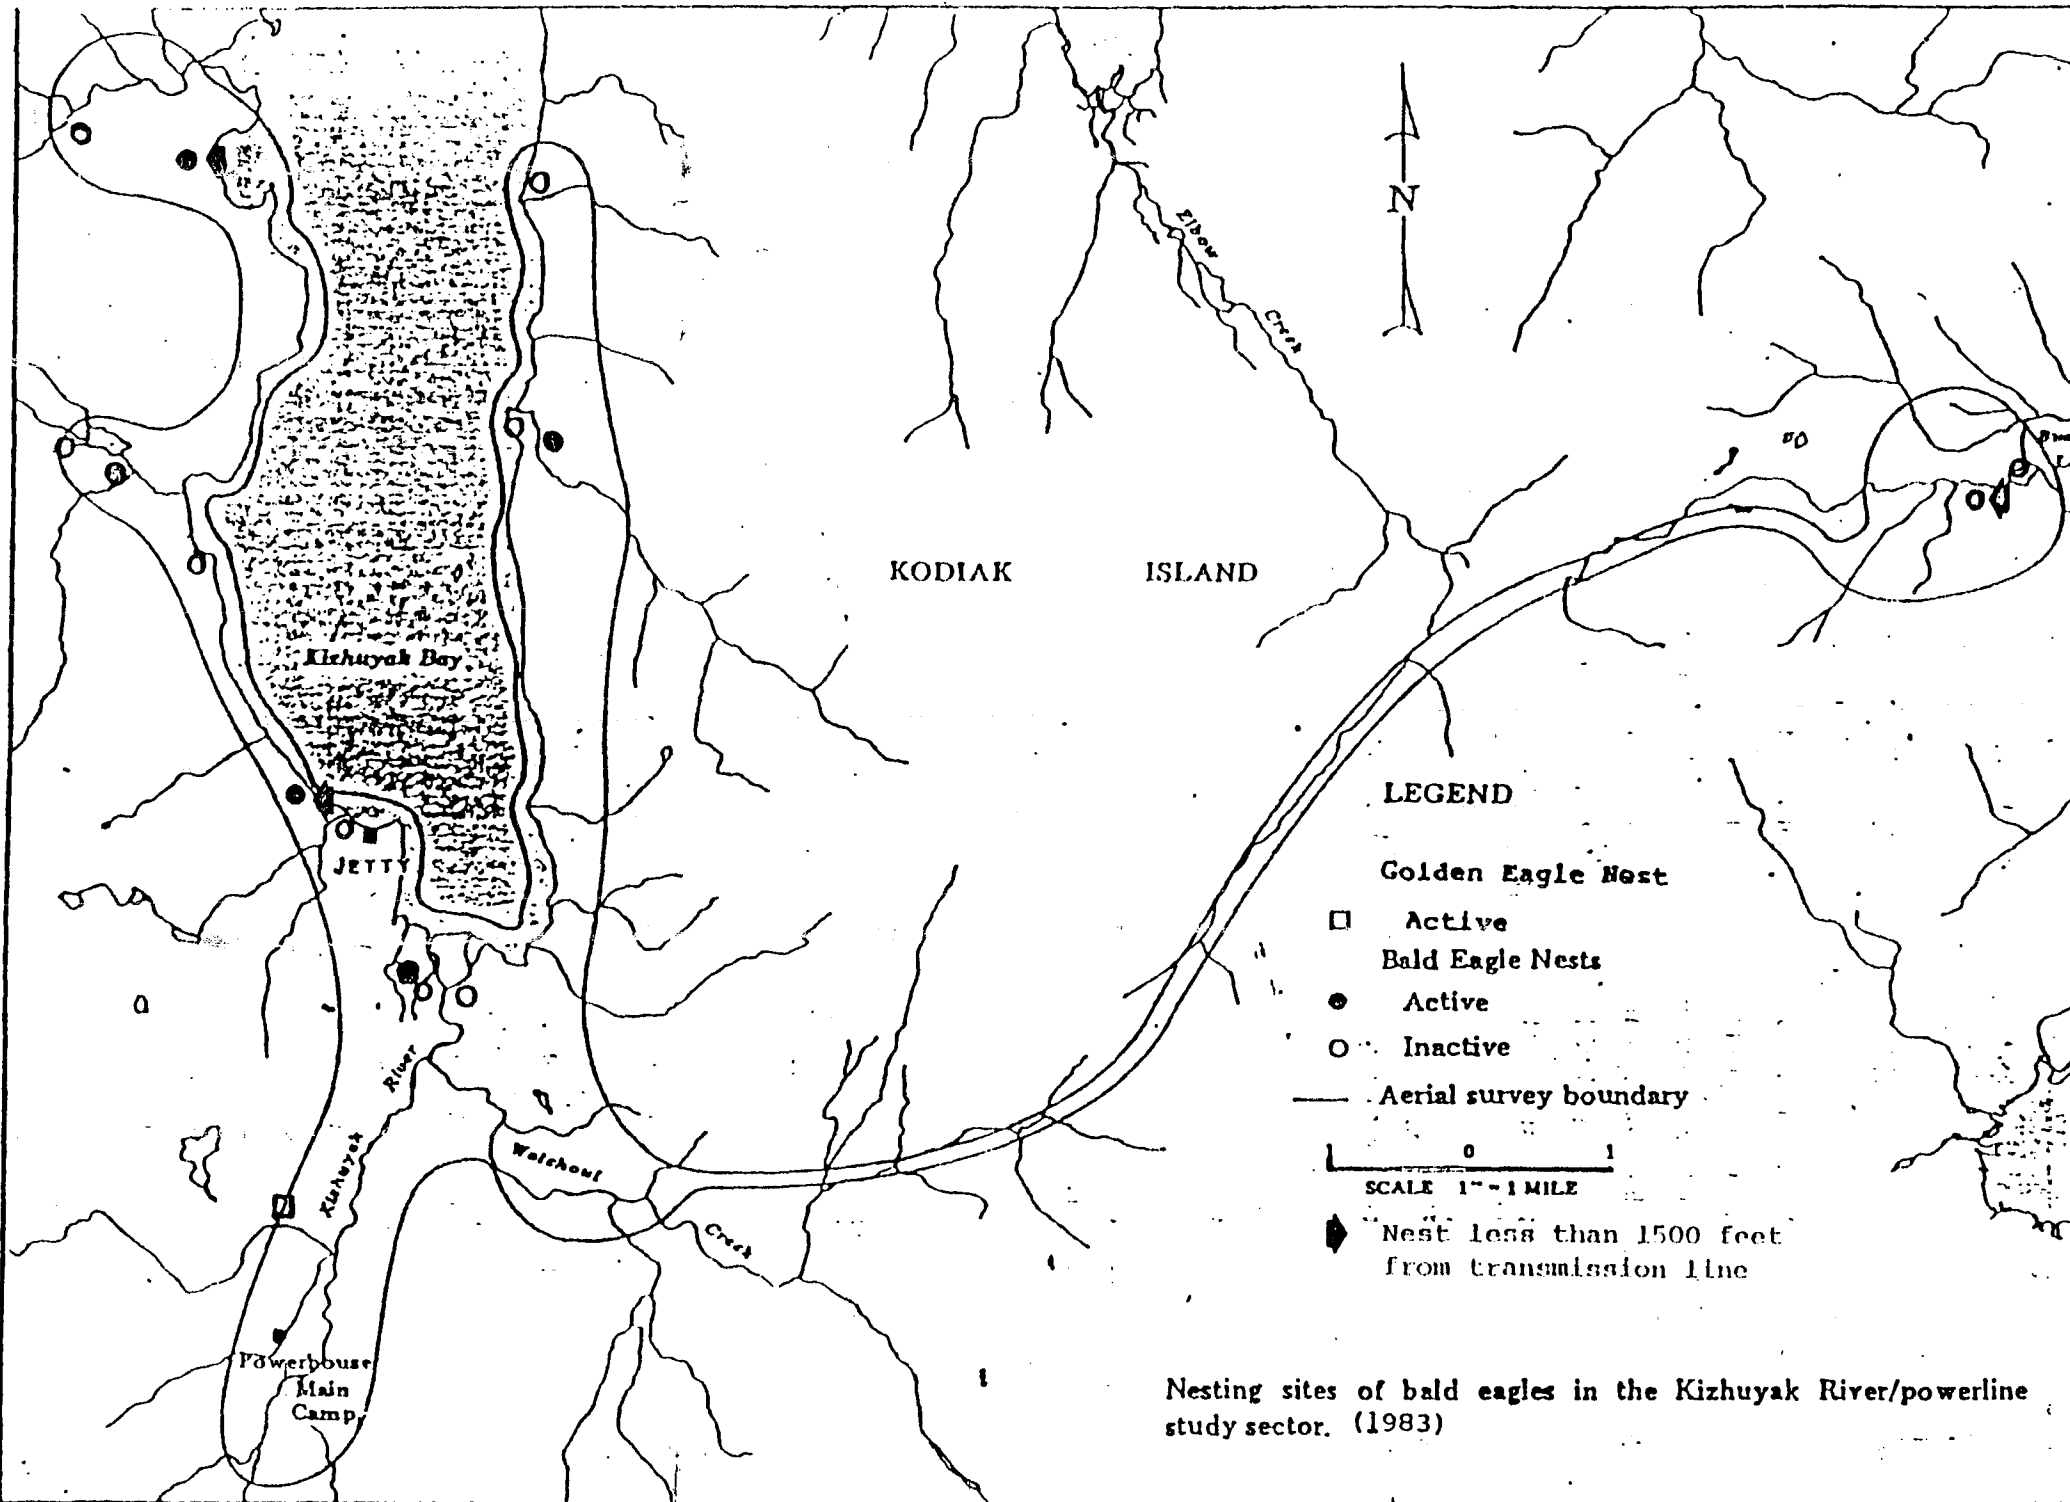 N
Elbow
Creek
KODIAK ISLAND
Kizhuyak Bay
JETTY
River
Kizhuyak
Watchout
Creek
Powerhouse
Main
Camp
LEGEND
Golden Eagle Nest
Active
Bald Eagle Nests
Active
Inactive
Aerial survey boundary
1 0 1
SCALE 1" = 1 MILE
Nest less than 1500 feet
from transmission line
Nesting sites of bald eagles in the Kizhuyak River/powerline
study sector. (1983)